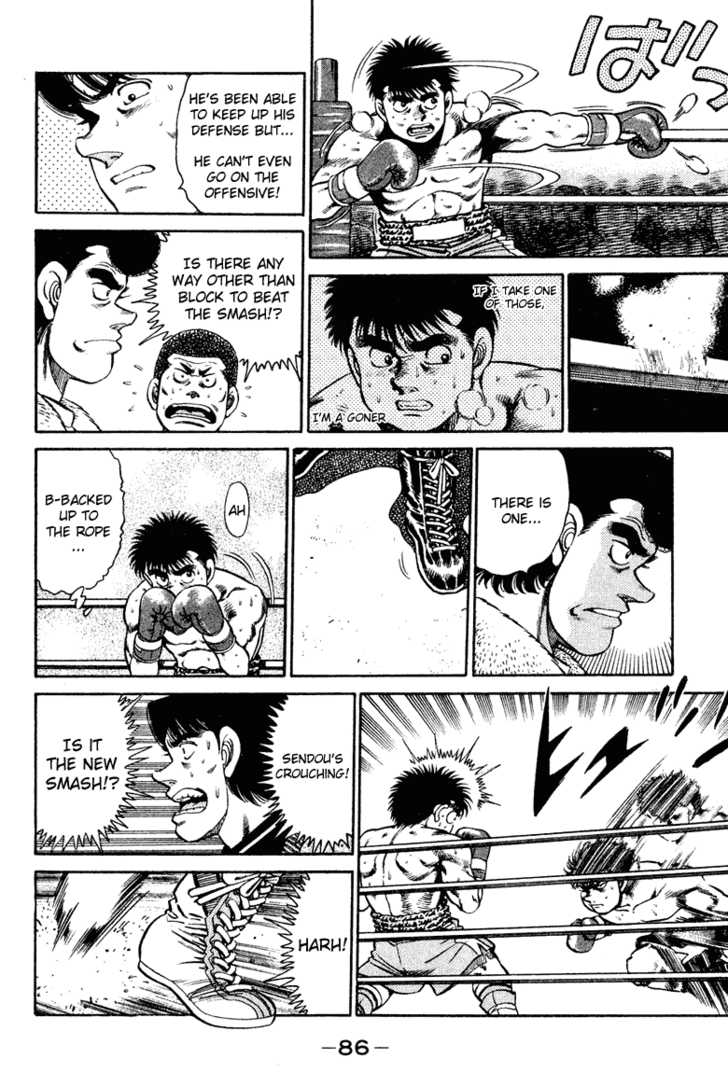 ばっ
HE'S BEEN ABLE
TO KEEP UP HIS
DEFENSE BUT...
HE CAN'T EVEN
GO ON THE
OFFENSIVE!
IF I TAKE ONE
OF THOSE,
I'M A GONER
IS THERE ANY
WAY OTHER THAN
BLOCK TO BEAT
THE SMASH!?
THERE IS
ONE...
AH
B-BACKED
UP TO
THE ROPE
...
SENDOU'S
CROUCHING!
IS IT
THE NEW
SMASH!?
HARH!
—86—